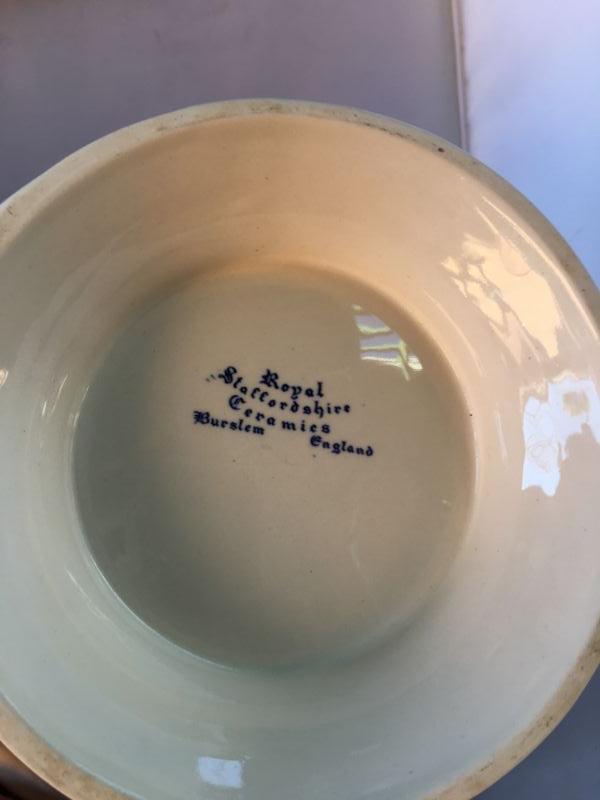 Royal
Staffordshire
Ceramics
Burslem England